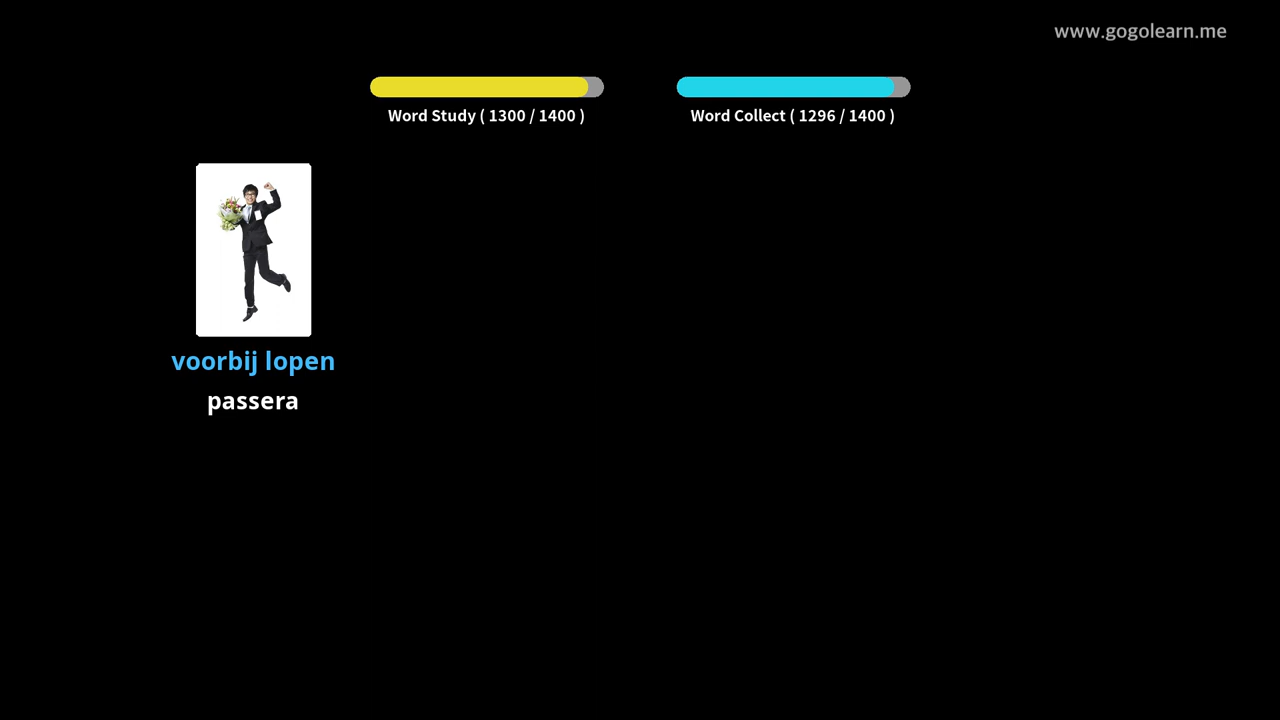 www.gogolearn.me
Word Study ( 1300 / 1400 )
Word Collect ( 1296 / 1400 )
voorbij lopen
passera